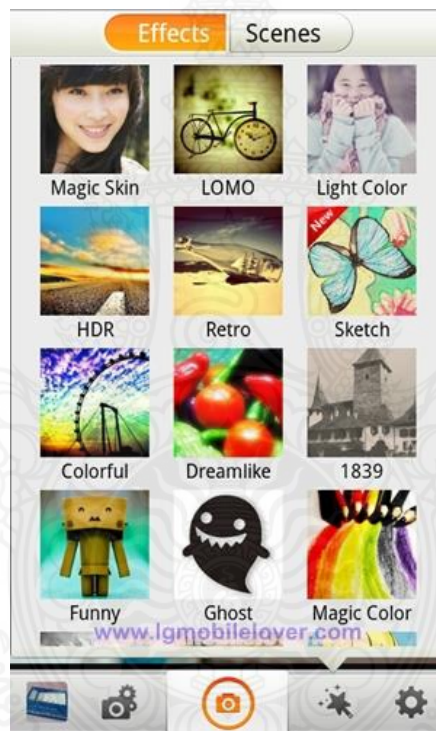 Effects Scenes
Magic Skin LOMO Light Color
HDR Retro New Sketch
Colorful Dreamlike 1839
Funny Ghost Magic Color
www.lgmobilelover.com